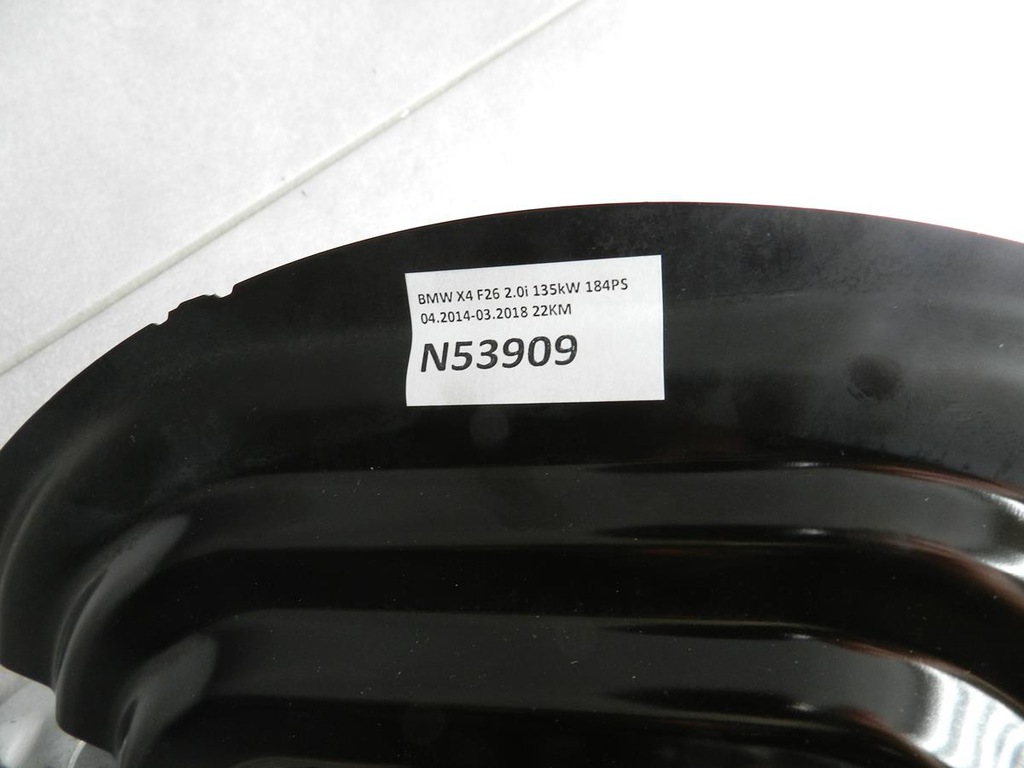 BMW X4 F26 2.0i 135kW 184PS
04.2014-03.2018 22KM
N53909